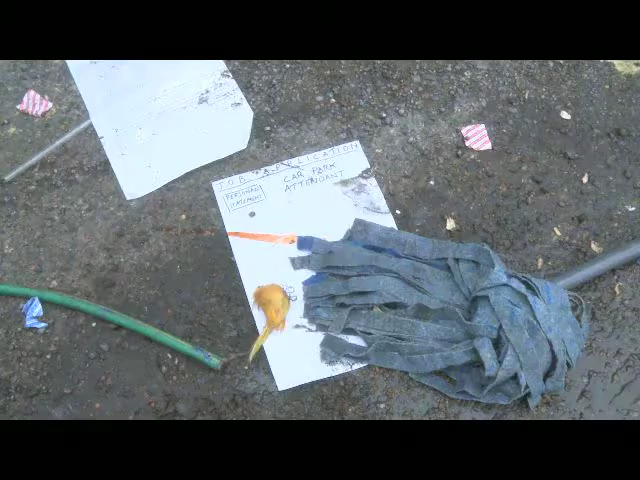 JOB APPLICATION
CAR PARK
ATTENDANT
PERSONAL
STATEMENT